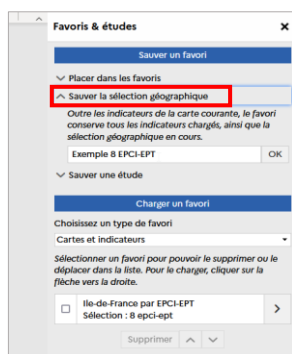 Favoris & études
Sauver un favori
Placer dans les favoris
Sauver la sélection géographique
Outre les indicateurs de la carte courante, le favori
conserve tous les indicateurs chargés, ainsi que la
sélection géographique en cours.
Exemple 8 EPCI-EPT OK
Sauver une étude
Charger un favori
Choisissez un type de favori
Cartes et indicateurs
Sélectionner un favori pour pouvoir le supprimer ou le
déplacer dans la liste. Pour le charger, cliquer sur la
flèche vers la droite.
Ile-de-France par EPCI-EPT
Sélection : 8 epci-ept
Supprimer